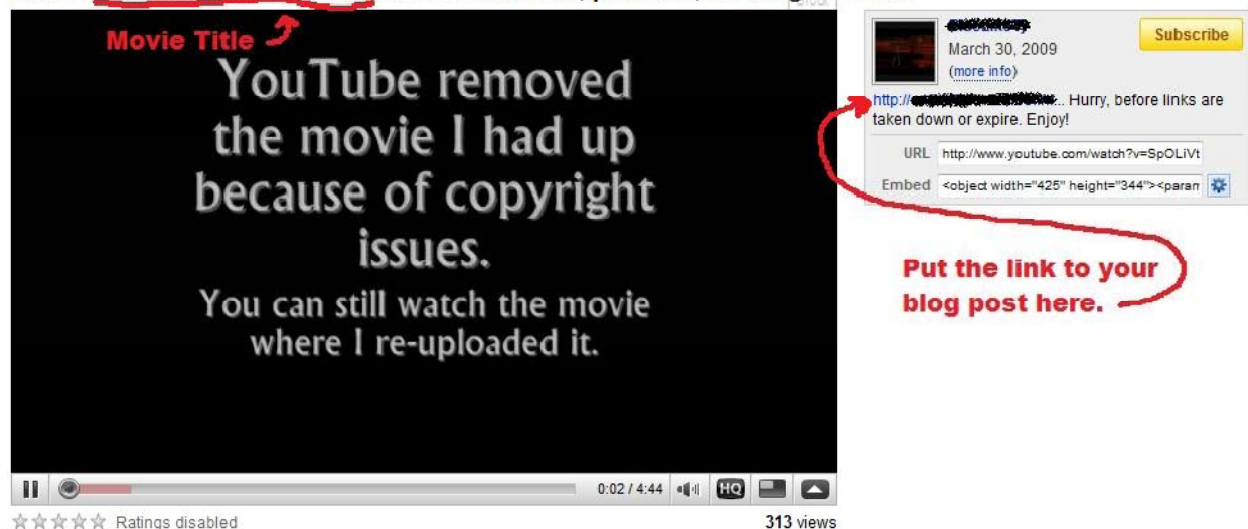 Movie Title
YouTube removed
the movie I had up
because of copyright
issues.
You can still watch the movie
where I re-uploaded it.
0:02 / 4:44
HQ
Ratings disabled
313 views
Subscribe
March 30, 2009
(more info)
http:// ... Hurry, before links are
taken down or expire. Enjoy!
URL http://www.youtube.com/watch?v=SpOLiVt
Embed <object width="425" height="344"><param
Put the link to your
blog post here.